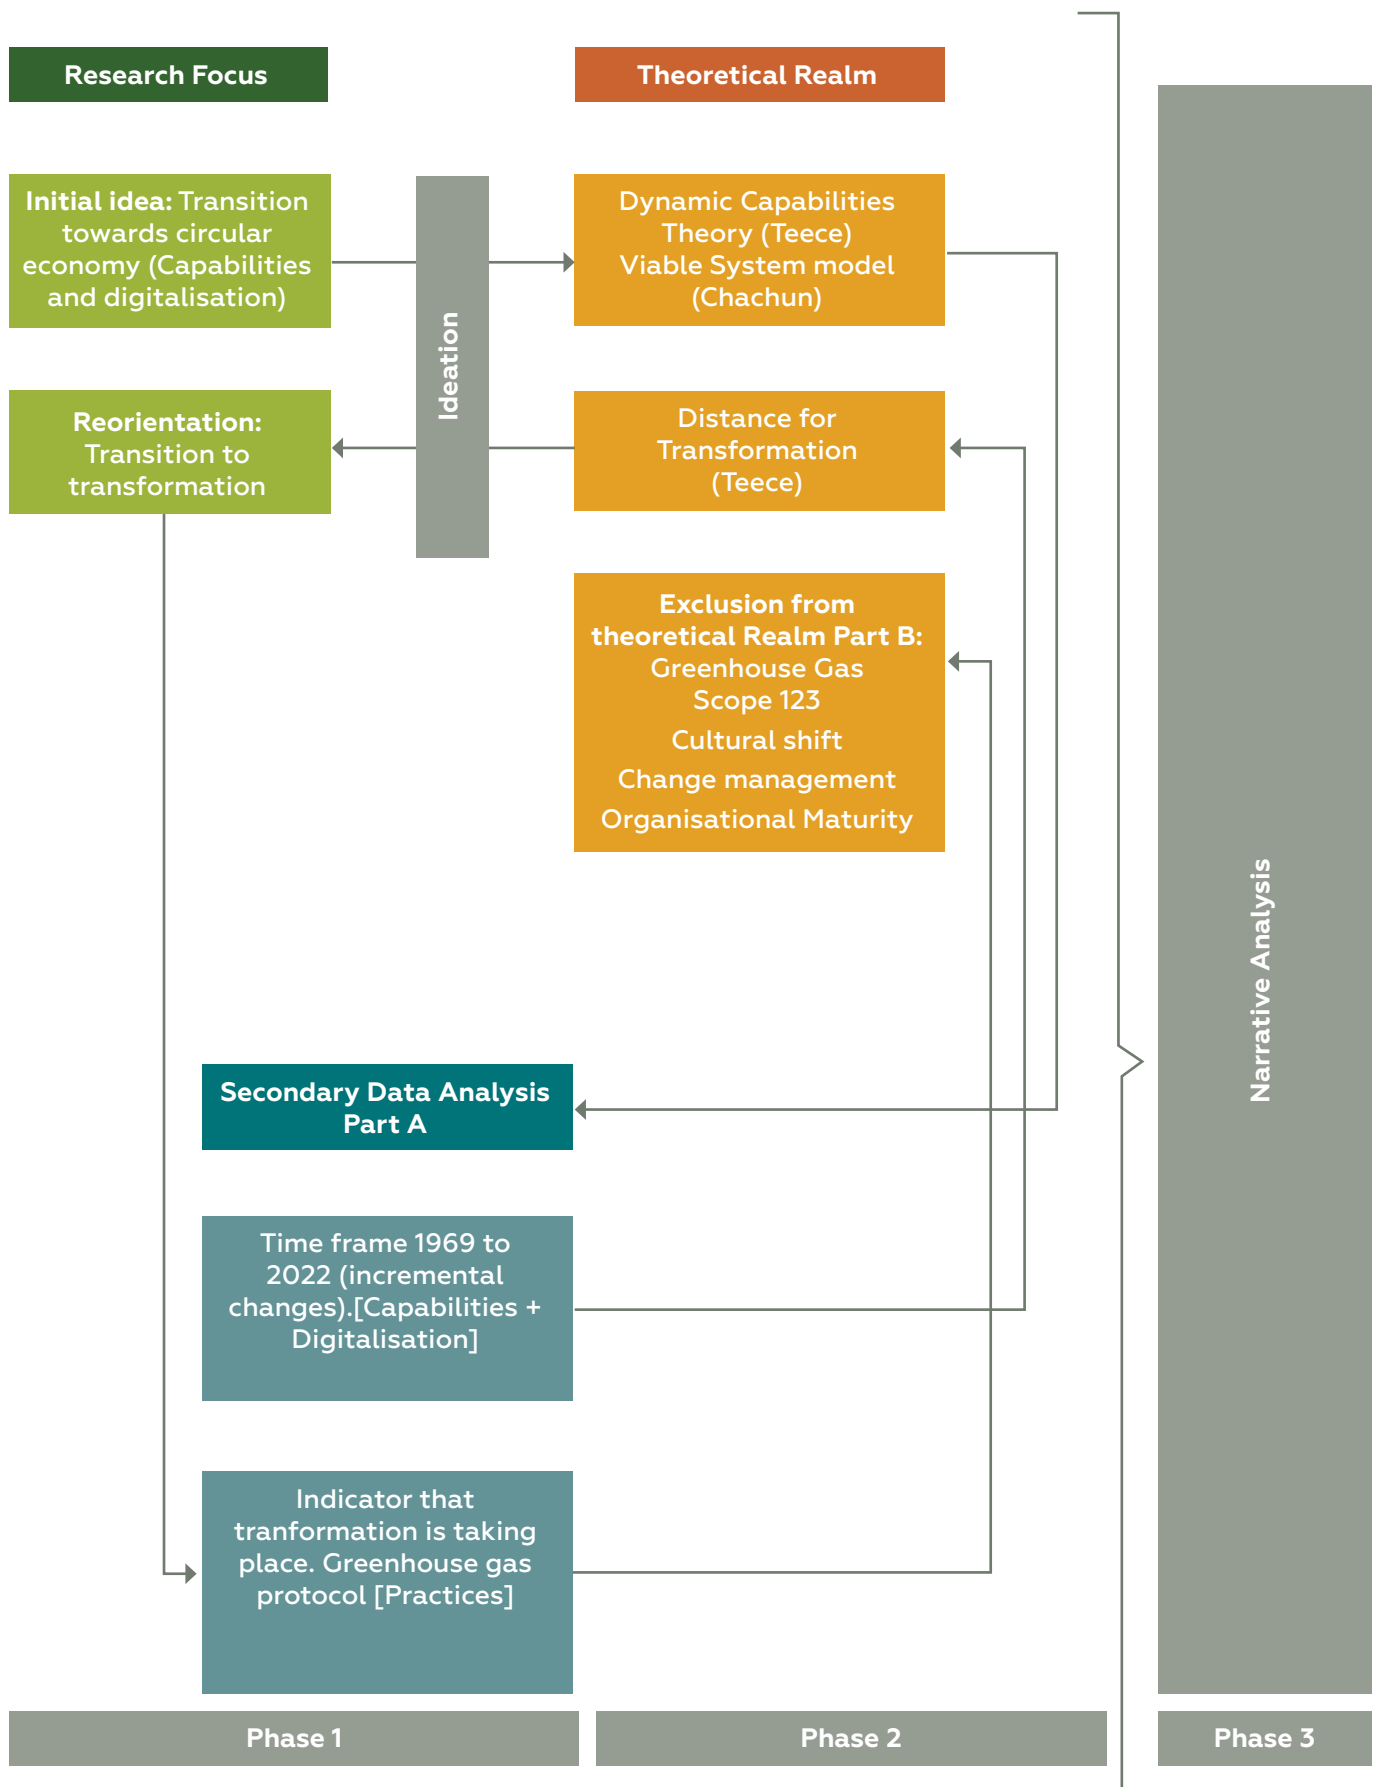 Research Focus
Theoretical Realm
Initial idea: Transition
towards circular
economy (Capabilities
and digitalisation)
Ideation
Dynamic Capabilities
Theory (Teece)
Viable System model
(Chachun)
Reorientation:
Transition to
transformation
Distance for
Transformation
(Teece)
Exclusion from
theoretical Realm Part B:
Greenhouse Gas
Scope 123
Cultural shift
Change management
Organisational Maturity
Secondary Data Analysis
Part A
Time frame 1969 to
2022 (incremental
changes).[Capabilities +
Digitalisation]
Indicator that
tranformation is taking
place. Greenhouse gas
protocol [Practices]
Narrative Analysis
Phase 1
Phase 2
Phase 3